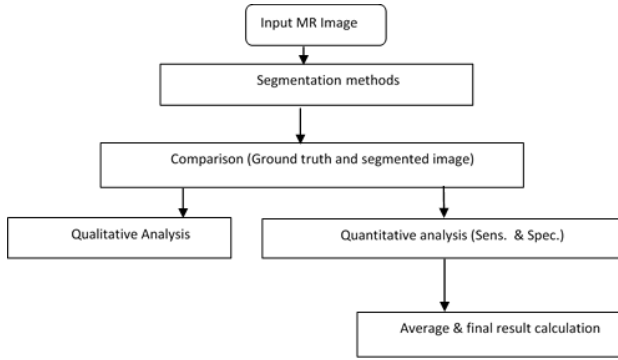 Input MR Image
Segmentation methods
Comparison (Ground truth and segmented image)
Qualitative Analysis
Quantitative analysis (Sens. & Spec.)
Average & final result calculation